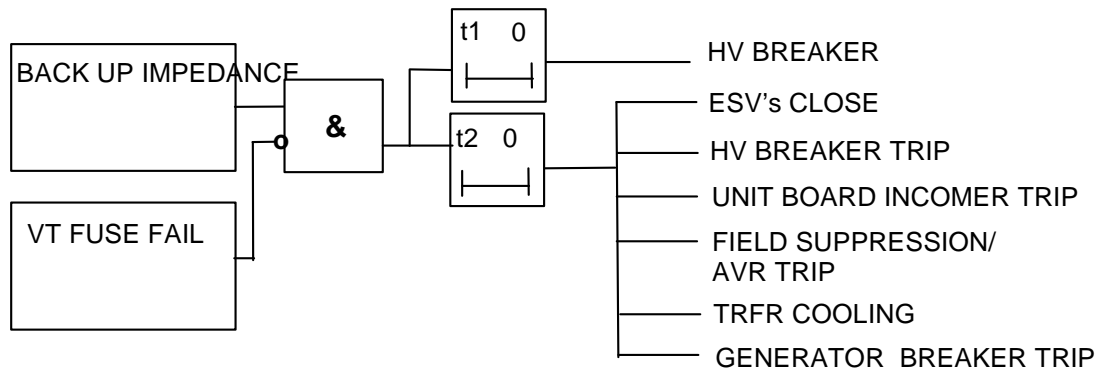 BACK UP IMPEDANCE
VT FUSE FAIL
o
&
t1 0
t2 0
HV BREAKER
ESV's CLOSE
HV BREAKER TRIP
UNIT BOARD INCOMER TRIP
FIELD SUPPRESSION/
AVR TRIP
TRFR COOLING
GENERATOR BREAKER TRIP